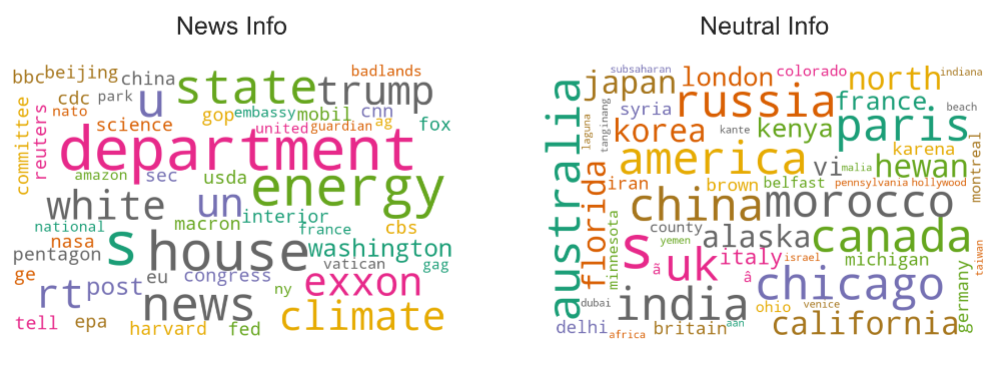 News Info
bbc beijing china state trump badlands
cdc park u
nato
committee reuters science gop embassy mobil cnn
united guardian ag fox
department
amazon sec usda energy
white un interior
national macron france cbs
nasa s house washington
pentagon vatican gag
ge eu congress exxon
rt post ny
news climate
tell epa harvard fed
Neutral Info
australia japan subsaharan london colorado north indiana
laguna tanginang syria russia france . beach
korea kante kenya paris
karena montreal
america vi malia hewan
florida iran brown belfast pennsylvania hollywood
minnesota china morocco
county
s yemen alaska canada
ã uk italy israel michigan taiwan
â chicago germany
dubai india ohio venice
delhi britain aan california
africa